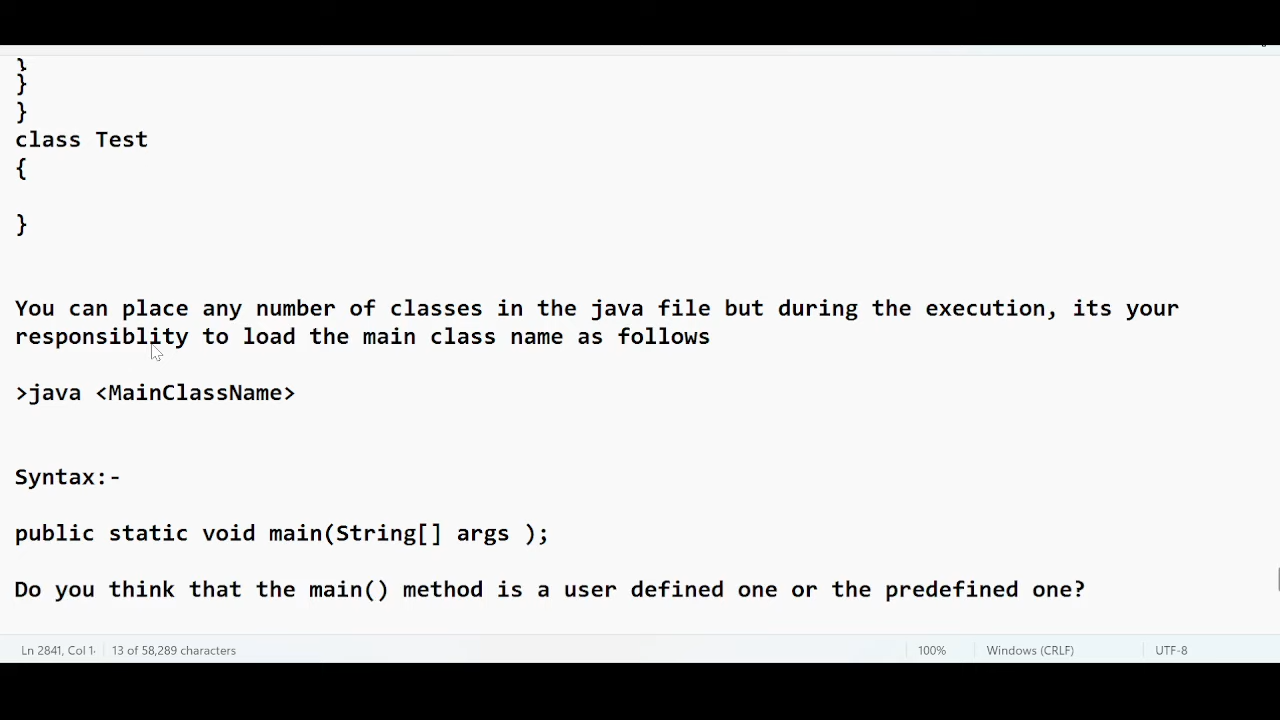 }
}
}
class Test
{
}
You can place any number of classes in the java file but during the execution, its your
responsiblity to load the main class name as follows
>java <MainClassName>
Syntax:-
public static void main(String[] args );
Do you think that the main() method is a user defined one or the predefined one?
Ln 2841, Col 1
13 of 58,289 characters
100%
Windows (CRLF)
UTF-8